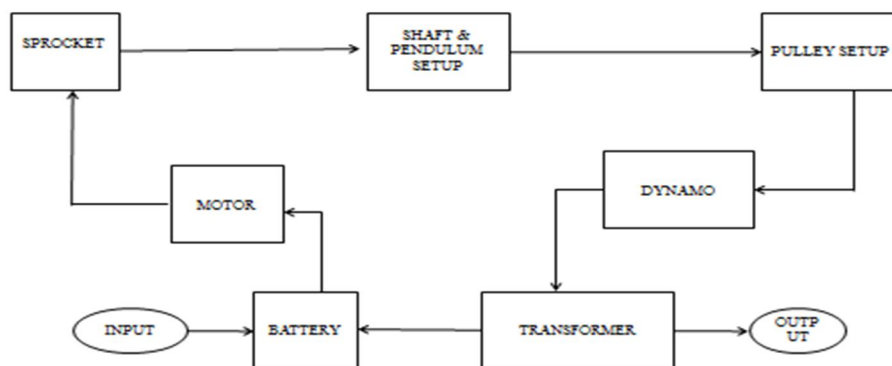 SPROCKET
SHAFT &
PENDULUM
SETUP
PULLEY SETUP
MOTOR
DYNAMO
INPUT
BATTERY
TRANSFORMER
OUTP
UT